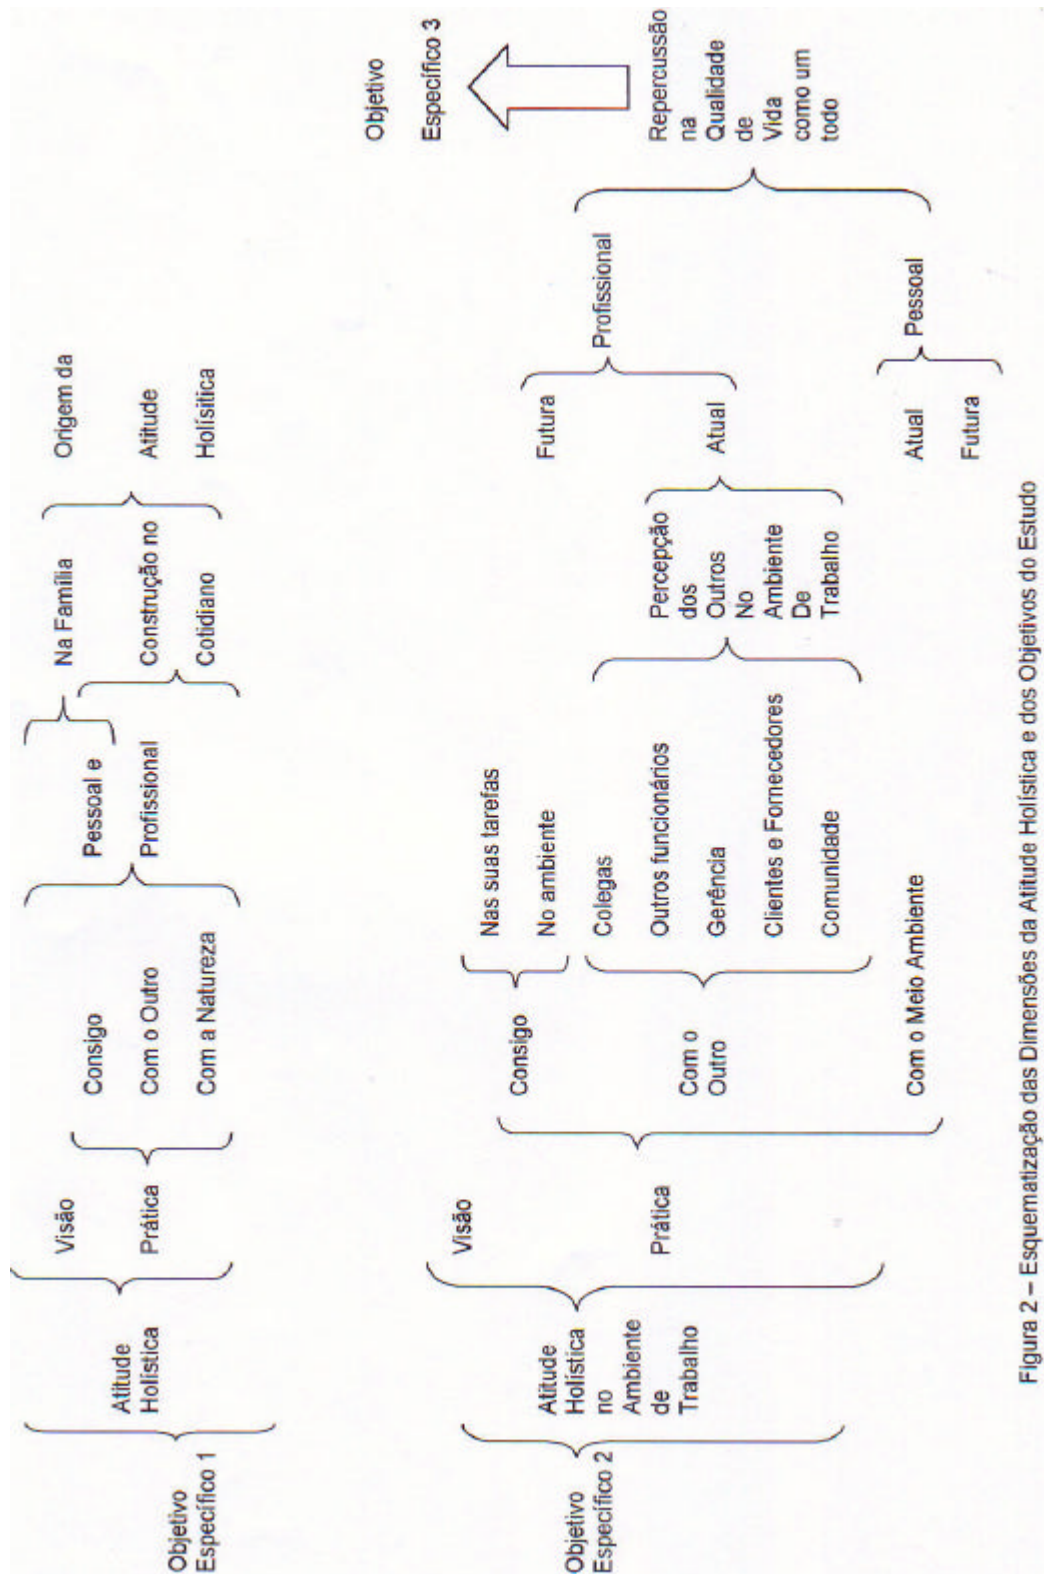 Objetivo
Específico 1
Atitude
Holística
Visão
Prática
Consigo
Com o Outro
Com a Natureza
Pessoal e
Profissional
Na Família
Construção no
Cotidiano
Origem da
Atitude
Holísitica
Objetivo
Específico 2
Atitude
Holística
no
Ambiente
de
Trabalho
Visão
Prática
Consigo
Com o
Outro
Com o Meio Ambiente
Nas suas tarefas
No ambiente
Colegas
Outros funcionários
Gerência
Clientes e Fornecedores
Comunidade
Percepção
dos
Outros
No
Ambiente
De
Trabalho
Futura
Atual
Profissional
Atual
Futura
Pessoal
Repercussão
na
Qualidade
de
Vida
como um
todo
Objetivo
Específico 3
Figura 2 – Esquematização das Dimensões da Atitude Holística e dos Objetivos do Estudo